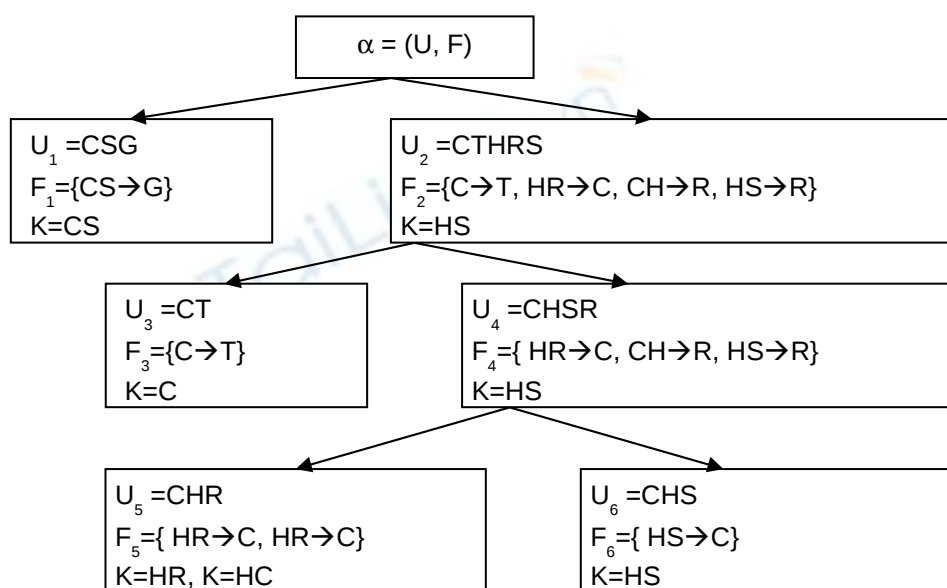 α = (U, F)
U₁ =CSG
F₁={CS→G}
K=CS
U₂ =CTHRS
F₂={C→T, HR→C, CH→R, HS→R}
K=HS
U₃ =CT
F₃={C→T}
K=C
U₄ =CHSR
F₄={ HR→C, CH→R, HS→R}
K=HS
U₅ =CHR
F₅={ HR→C, HR→C}
K=HR, K=HC
U₆ =CHS
F₆={ HS→C}
K=HS